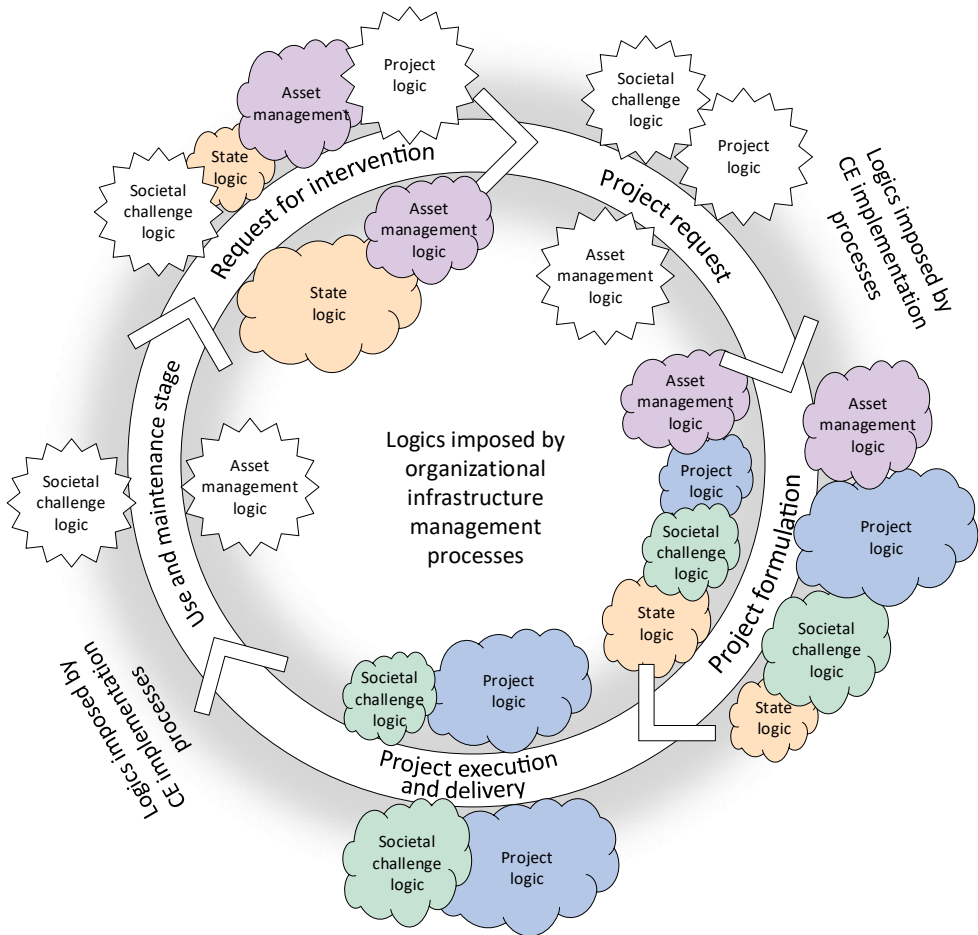 Project
logic
Asset
management
State
logic
Societal
challenge
logic
Request for intervention
Asset
management
logic
State
logic
Societal
challenge
logic
Project
logic
Project request
Asset
management
logic
Logics imposed by
CE implementation
processes
Asset
management
logic
Project
logic
Societal
challenge
logic
State
logic
Project formulation
Asset
management
logic
Project logic
Societal
challenge
logic
State
logic
Logics imposed by
organizational
infrastructure
management
processes
Societal
challenge
logic
Project
logic
Project execution
and delivery
Societal
challenge
logic
Project
logic
Societal
challenge
logic
Use and maintenance stage
Asset
management
logic
Logics imposed by
CE implementation
processes